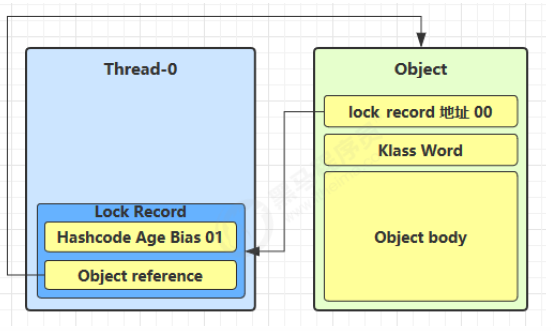 Thread-0
Lock Record
Hashcode Age Bias 01
Object reference
Object
lock record 地址 00
Klass Word
Object body